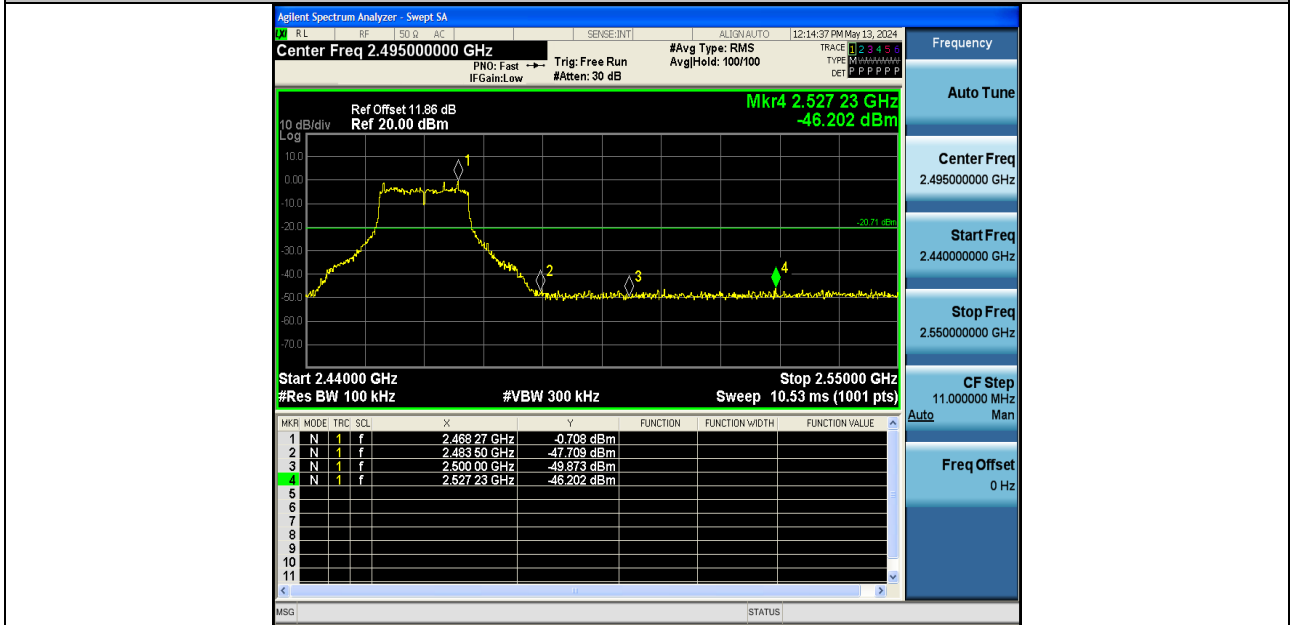 Agilent Spectrum Analyzer - Swept SA
LXI RL RF 50 Ω AC SENSE:INT ALIGN AUTO 12:14:37 PM May 13, 2024
Center Freq 2.495000000 GHz
PNO: Fast
IFGain:Low
Trig: Free Run
#Atten: 30 dB
#Avg Type: RMS
Avg|Hold: 100/100
TRACE 1 2 3 4 5 6
TYPE M
DET P P P P P P
Ref Offset 11.86 dB
10 dB/div Ref 20.00 dBm
Log
Mkr4 2.527 23 GHz
-46.202 dBm
10.0
0.00
-10.0
-20.0
-30.0
-40.0
-50.0
-60.0
-70.0
1
2
3
4
-20.71 dBm
Start 2.44000 GHz Stop 2.55000 GHz
#Res BW 100 kHz #VBW 300 kHz Sweep 10.53 ms (1001 pts)
MKR MODE TRC SCL X Y FUNCTION FUNCTION WIDTH FUNCTION VALUE
1 N 1 f 2.468 27 GHz -0.708 dBm
2 N 1 f 2.483 50 GHz -47.709 dBm
3 N 1 f 2.500 00 GHz -49.873 dBm
4 N 1 f 2.527 23 GHz -46.202 dBm
5
6
7
8
9
10
11
MSG STATUS
Frequency
Auto Tune
Center Freq
2.495000000 GHz
Start Freq
2.440000000 GHz
Stop Freq
2.550000000 GHz
CF Step
11.000000 MHz
Auto Man
Freq Offset
0 Hz